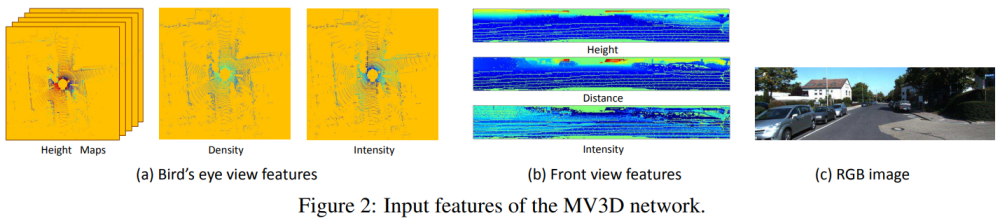 Height Maps
Density
Intensity
(a) Bird's eye view features
Height
Distance
Intensity
(b) Front view features
(c) RGB image
Figure 2: Input features of the MV3D network.